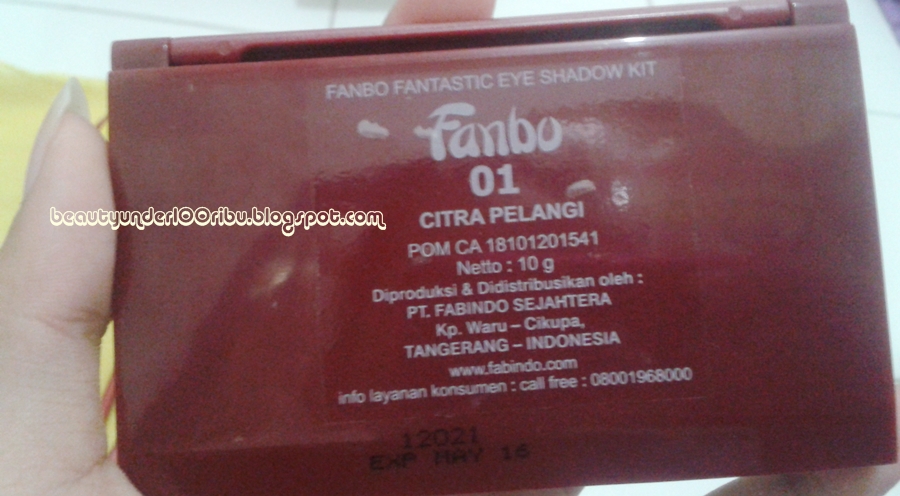 FANBO FANTASTIC EYE SHADOW KIT
Fanbo
01
CITRA PELANGI
POM CA 18101201541
Netto : 10 g
Diproduksi & Didistribusikan oleh :
PT. FABINDO SEJAHTERA
Kp. Waru – Cikupa,
TANGERANG – INDONESIA
www.fabindo.com
info layanan konsumen : call free : 08001968000
12021
EXP MAY 16
beautyunder100ribu.blogspot.com